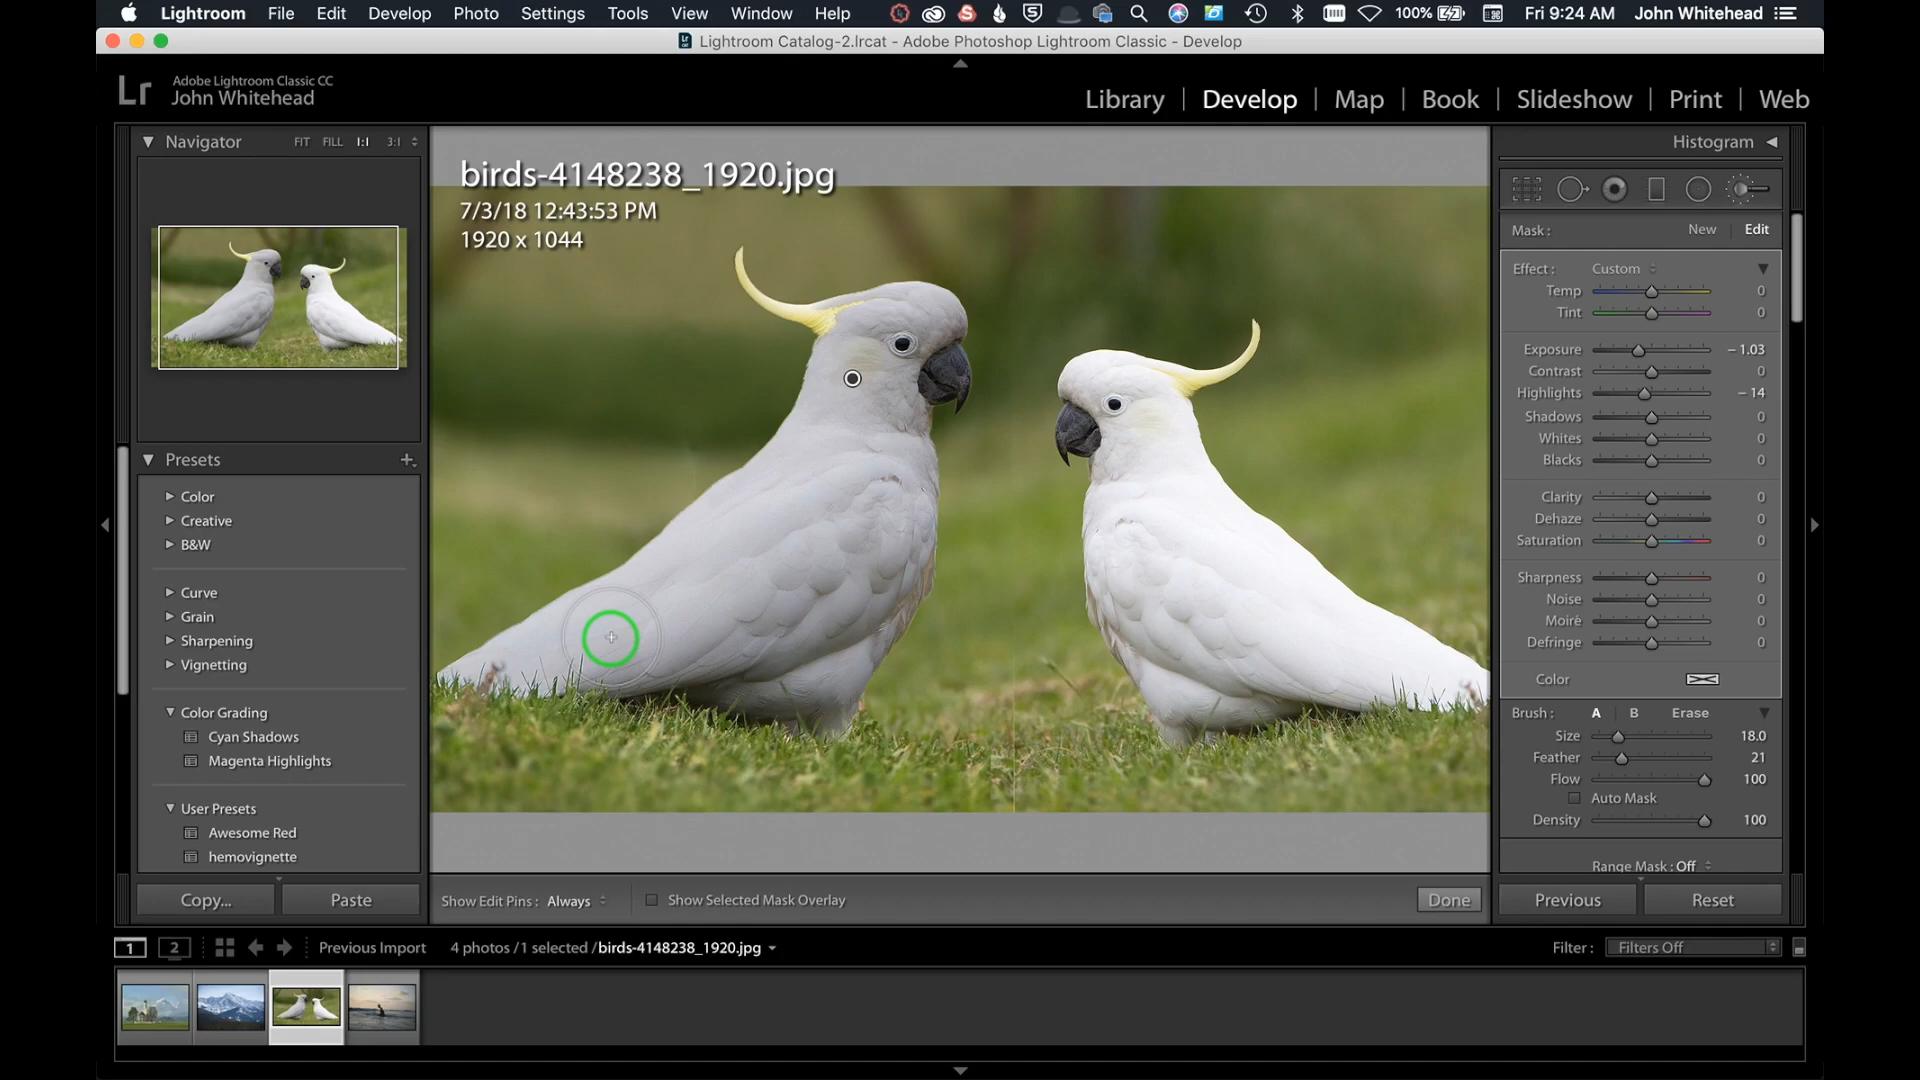 Lightroom File Edit Develop Photo Settings Tools View Window Help 100% Fri 9:24 AM John Whitehead
Lightroom Catalog-2.lrcat - Adobe Photoshop Lightroom Classic - Develop
Lr Adobe Lightroom Classic CC
John Whitehead
Library | Develop | Map | Book | Slideshow | Print | Web
Navigator FIT FILL 1:1 3:1
Histogram
birds-4148238_1920.jpg
7/3/18 12:43:53 PM
1920 x 1044
Mask : New Edit
Effect : Custom
Temp 0
Tint 0
Exposure – 1.03
Contrast 0
Highlights – 14
Shadows 0
Whites 0
Blacks 0
Clarity 0
Dehaze 0
Saturation 0
Sharpness 0
Noise 0
Moiré 0
Defringe 0
Color
Brush : A B Erase
Size 18.0
Feather 21
Flow 100
Auto Mask
Density 100
Range Mask : Off
Presets
Color
Creative
B&W
Curve
Grain
Sharpening
Vignetting
Color Grading
Cyan Shadows
Magenta Highlights
User Presets
Awesome Red
hemovignette
Copy... Paste
Show Edit Pins : Always Show Selected Mask Overlay Done
Previous Reset
1 2 Previous Import 4 photos /1 selected /birds-4148238_1920.jpg
Filter : Filters Off